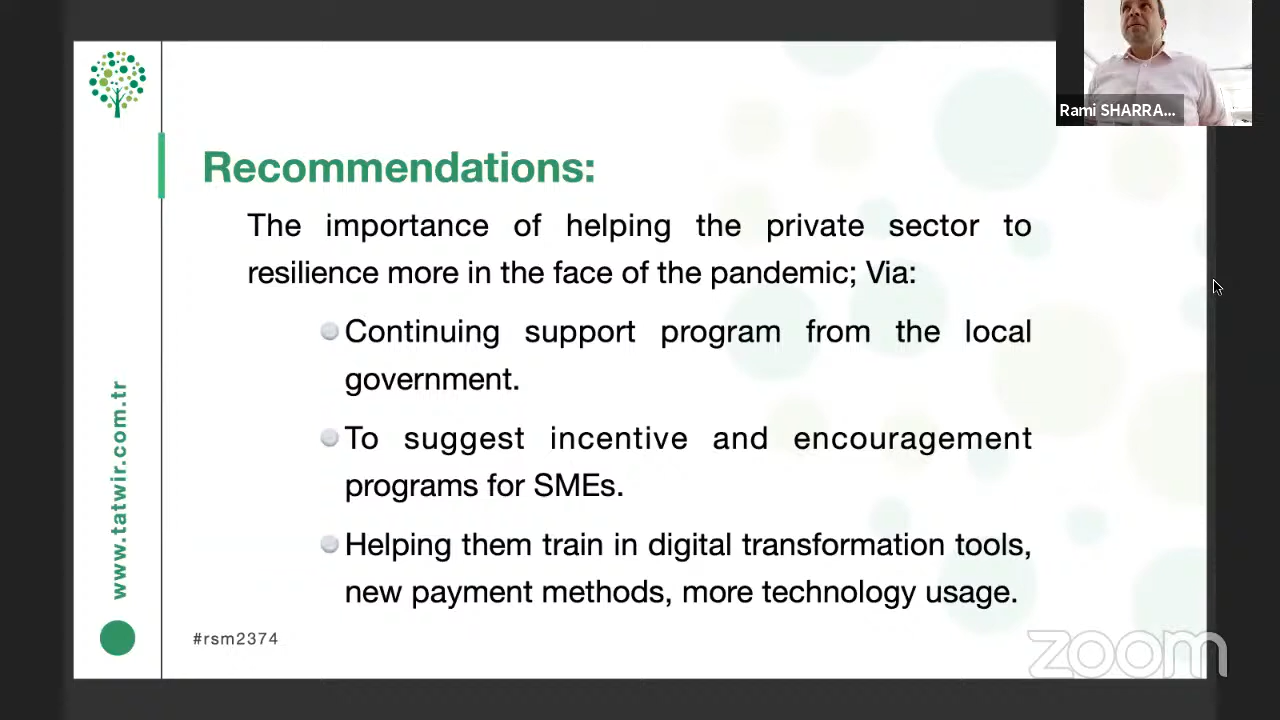 Rami SHARRA...
Recommendations:
The importance of helping the private sector to
resilience more in the face of the pandemic; Via:
Continuing support program from the local
government.
To suggest incentive and encouragement
programs for SMEs.
Helping them train in digital transformation tools,
new payment methods, more technology usage.
www.tatwir.com.tr
#rsm2374
zoom